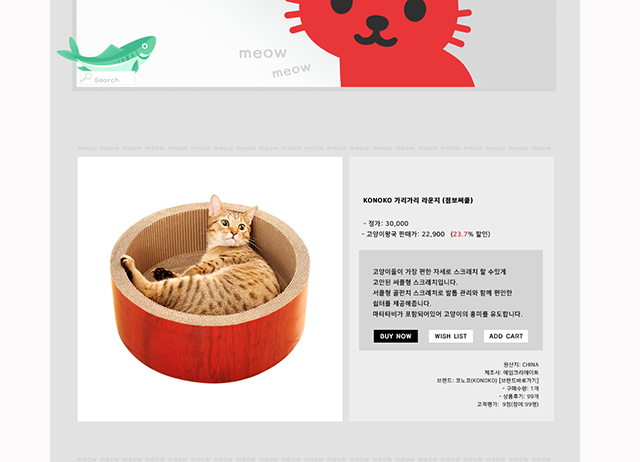 meow
meow
Search
KONOKO 가리가리 라운지 (점보써클)
- 정가: 30,000
- 고양이왕국 판매가: 22,900 (23.7% 할인)
고양이들이 가장 편한 자세로 스크래치 할 수있게
고안된 써클형 스크래치입니다.
서클형 골판지 스크래처로 발톱 관리와 함께 편안한
쉼터를 제공해줍니다.
마타타비가 포함되어있어 고양이의 흥미를 유도합니다.
BUY NOW WISH LIST ADD CART
원산지: CHINA
제조사: 에임크리에이트
브랜드: 코노코(KONOKO) [브랜드바로가기]
- 구매수량: 1개
- 상품후기: 99개
고객평가: 9점(참여:99명)